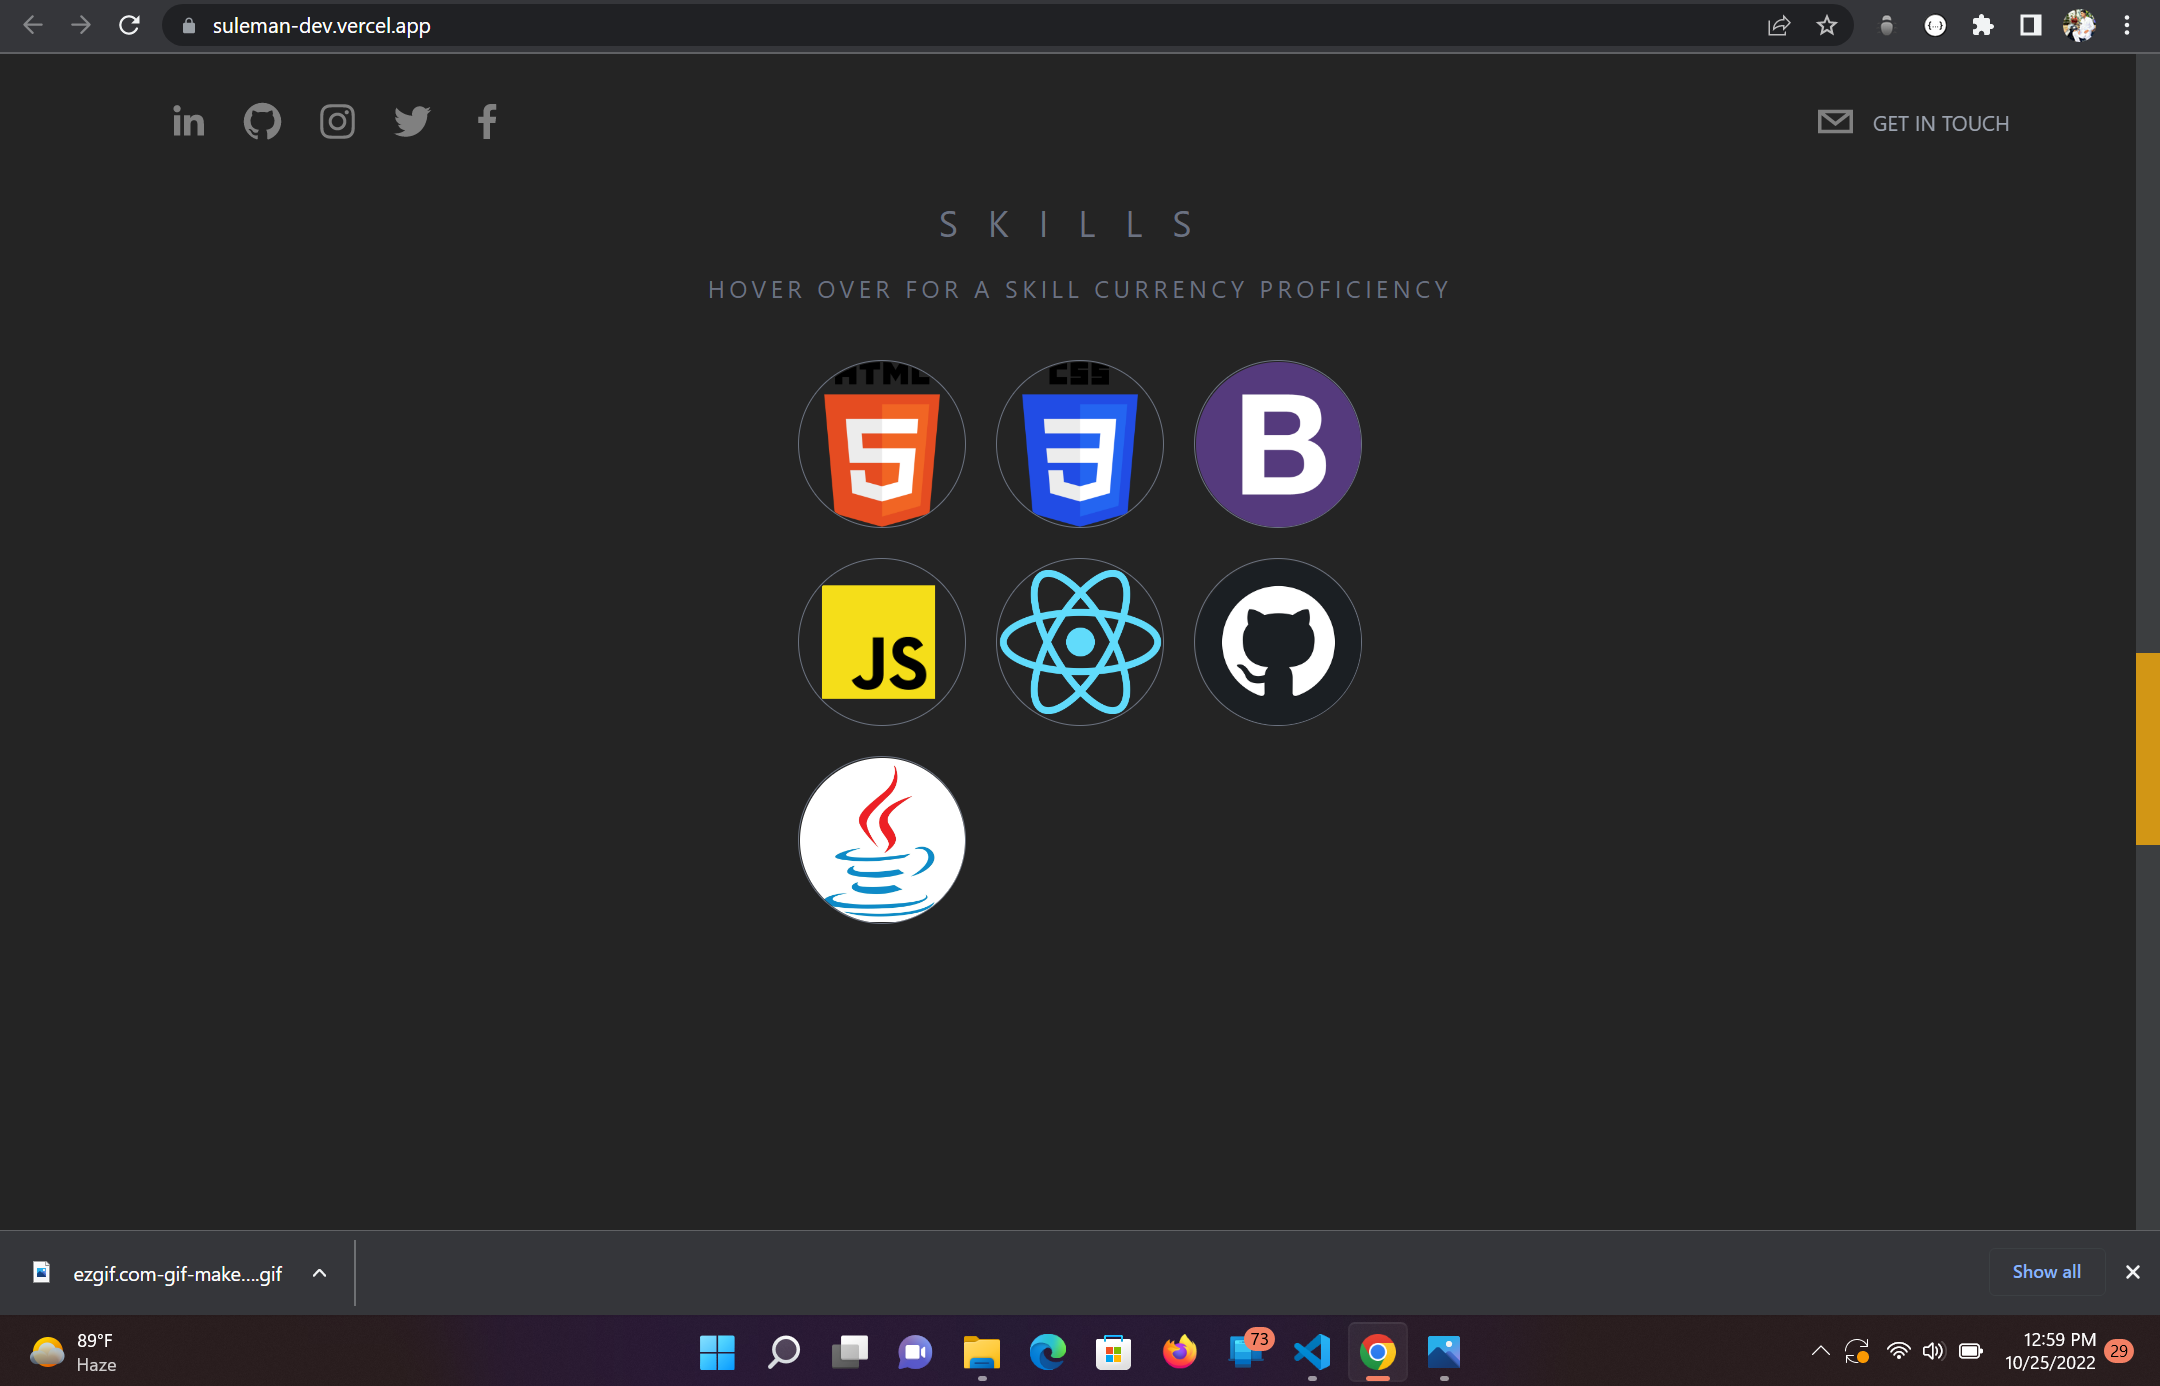 suleman-dev.vercel.app
GET IN TOUCH
SKILLS
HOVER OVER FOR A SKILL CURRENCY PROFICIENCY
HTML
CSS
B
JS
ezgif.com-gif-make....gif
Show all
89°F
Haze
73
12:59 PM
10/25/2022
29